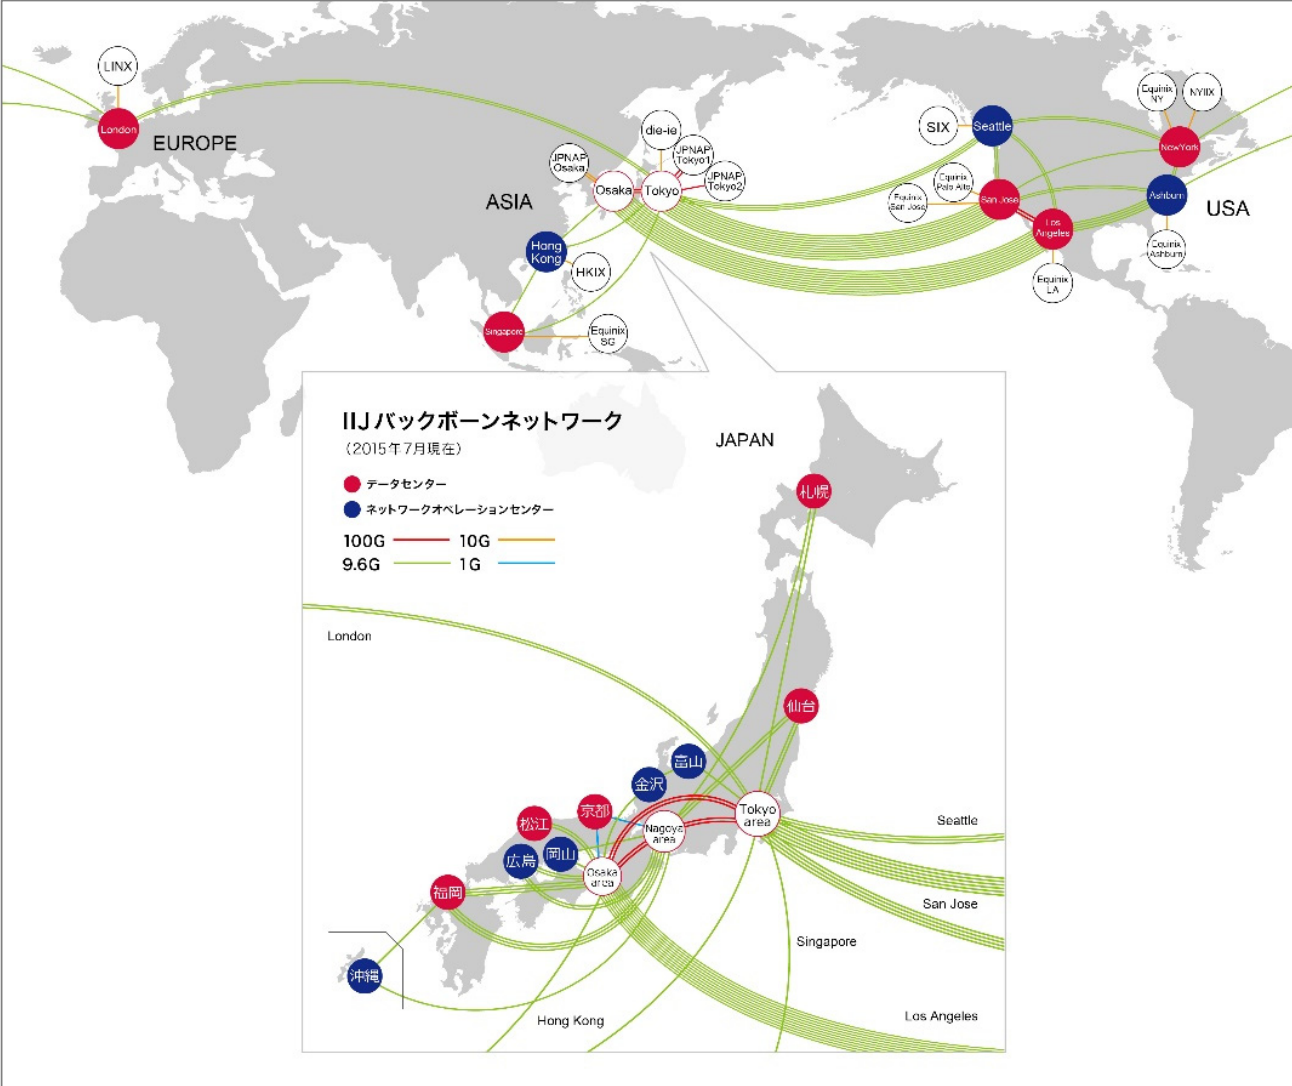 LINX
London
EUROPE
ASIA
die-ie
JPNAP
Osaka
JPNAP
Tokyo1
JPNAP
Tokyo2
Osaka
Tokyo
Hong
Kong
HKIX
Singapore
Equinix
SG
SIX
Seattle
Equinix
NY
NYIIX
NewYork
Equinix
Palo Alto
Equinix
San Jose
San Jose
Los
Angeles
Equinix
LA
Ashburn
Equinix
Ashburn
USA
IIJバックボーンネットワーク
(2015年7月現在)
データセンター
ネットワークオペレーションセンター
100G
10G
9.6G
1G
JAPAN
札幌
London
仙台
富山
金沢
京都
松江
広島
岡山
福岡
沖縄
Nagoya
area
Tokyo
area
Osaka
area
Seattle
San Jose
Singapore
Los Angeles
Hong Kong